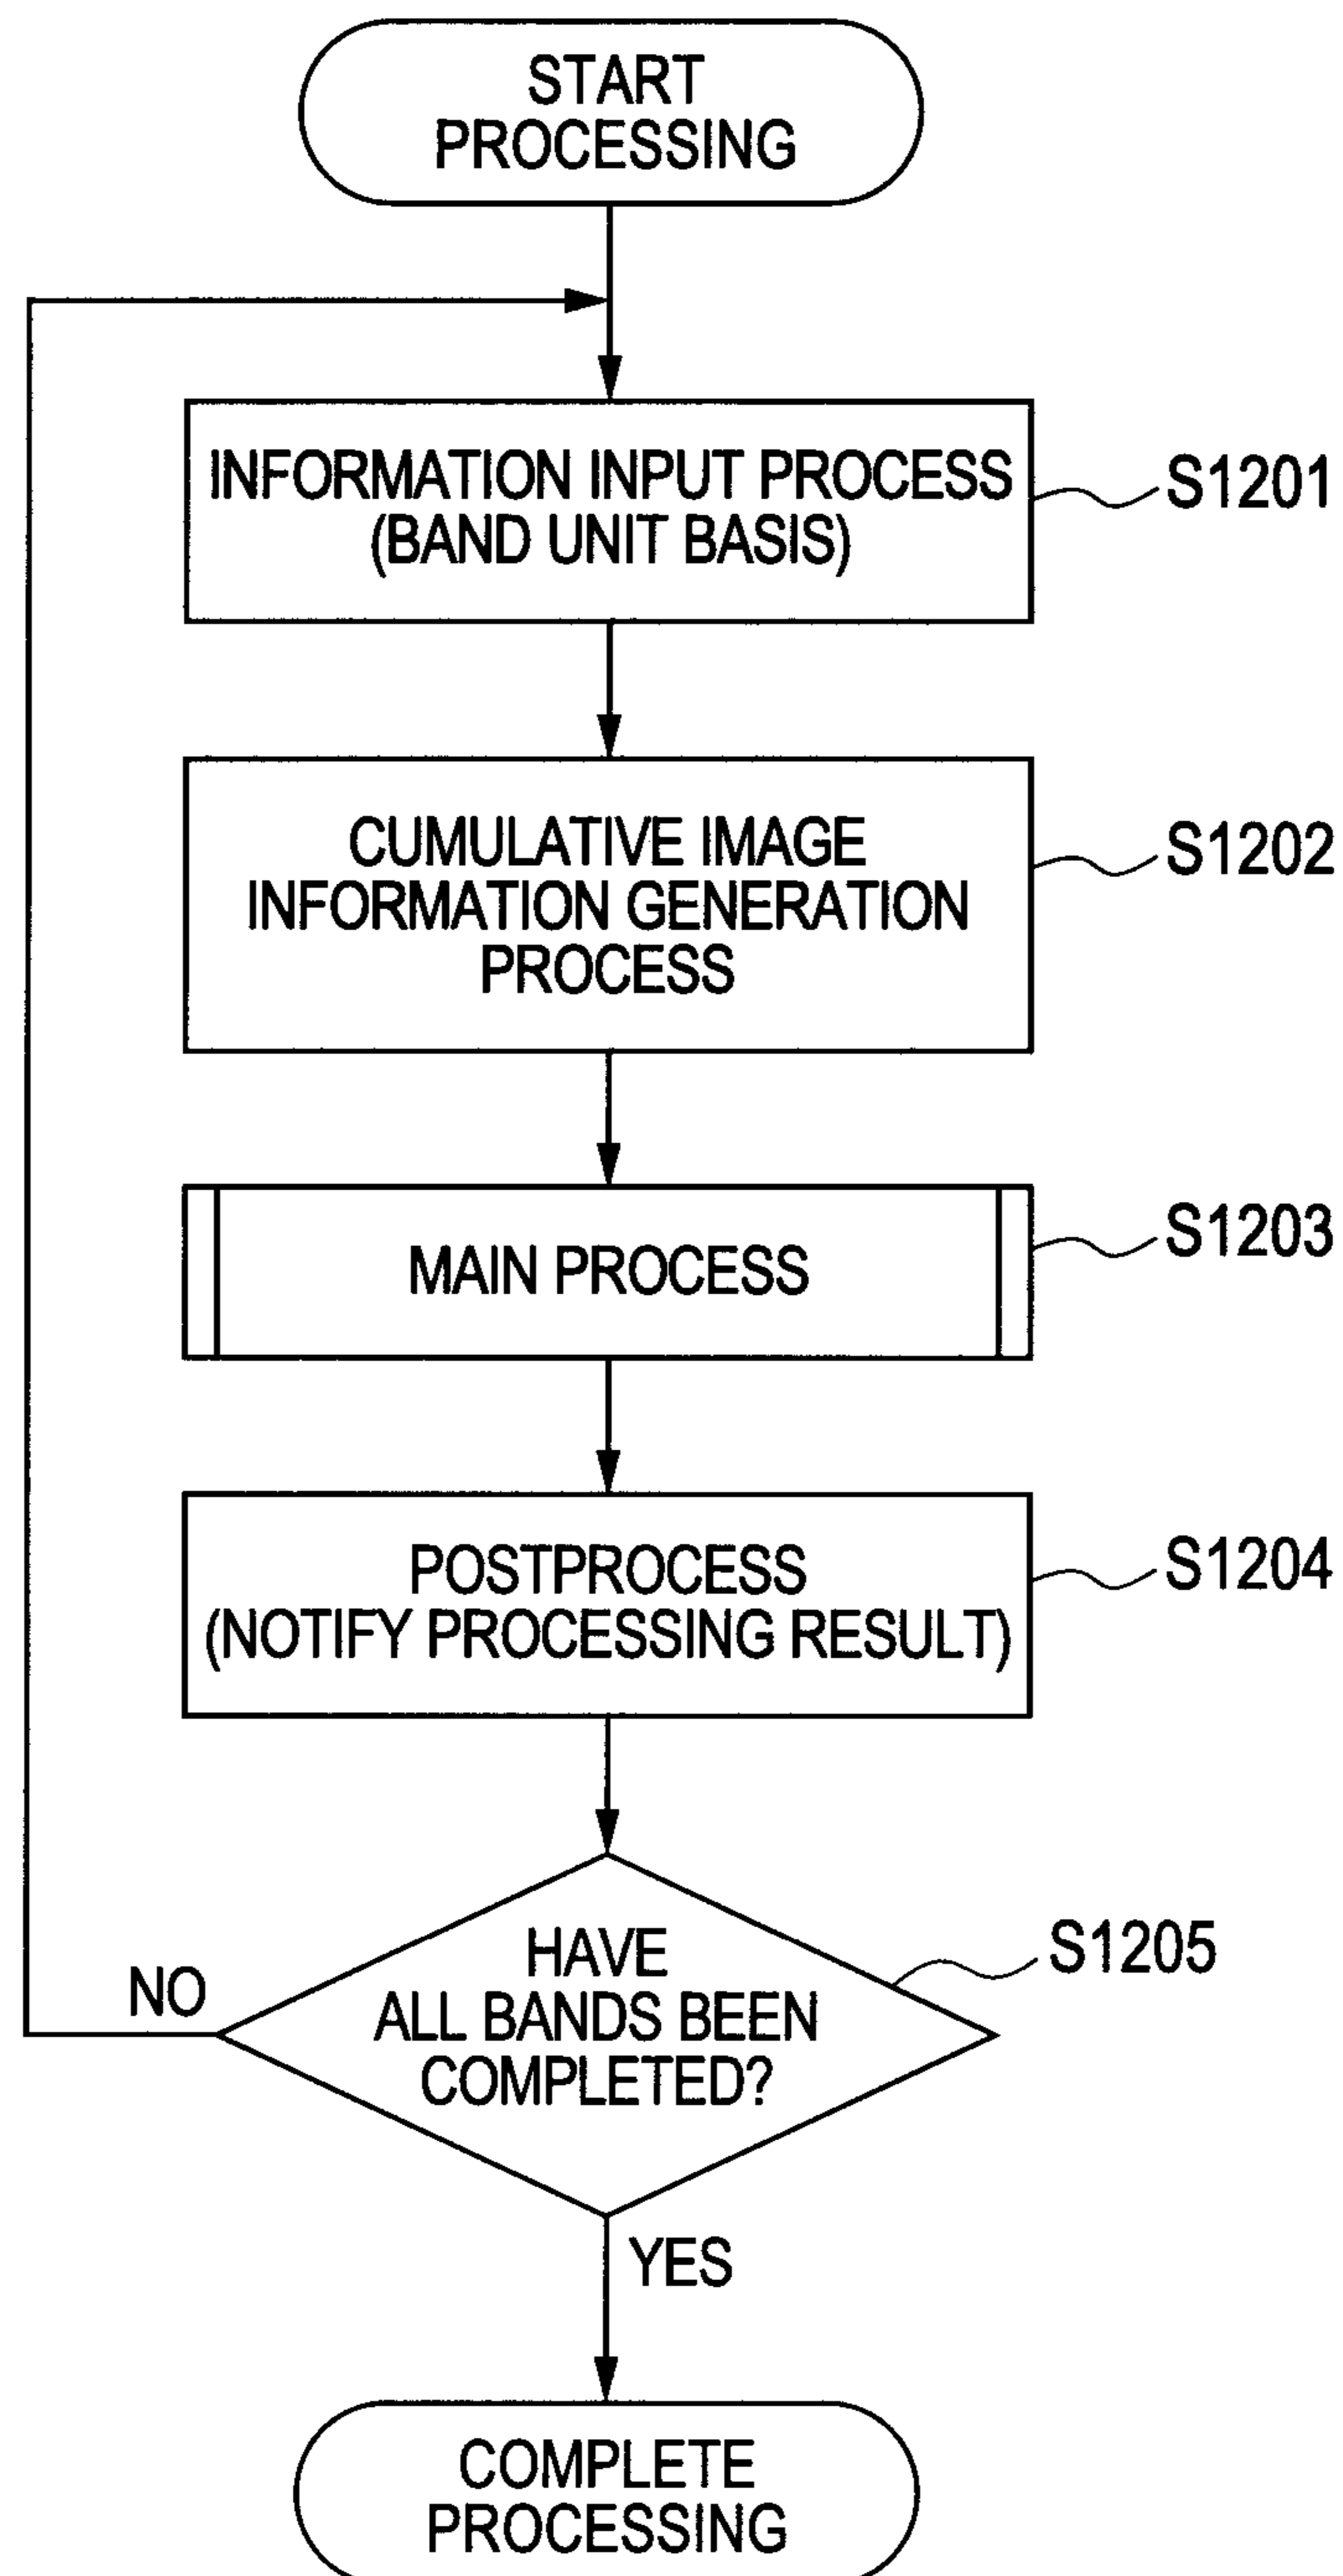 START
PROCESSING
INFORMATION INPUT PROCESS
(BAND UNIT BASIS)
S1201
CUMULATIVE IMAGE
INFORMATION GENERATION
PROCESS
S1202
MAIN PROCESS
S1203
POSTPROCESS
(NOTIFY PROCESSING RESULT)
S1204
HAVE
ALL BANDS BEEN
COMPLETED?
S1205
NO
YES
COMPLETE
PROCESSING